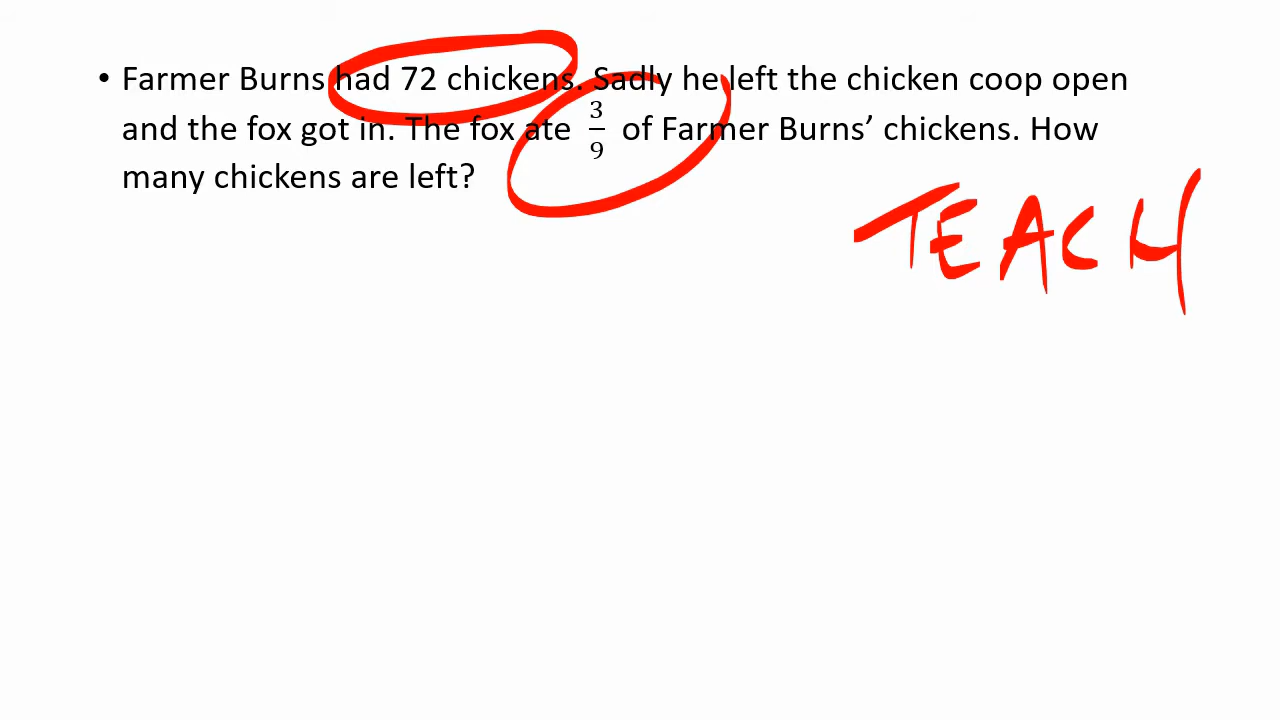 • Farmer Burns had 72 chickens. Sadly he left the chicken coop open
and the fox got in. The fox ate 3/9 of Farmer Burns’ chickens. How
many chickens are left?
TEACH